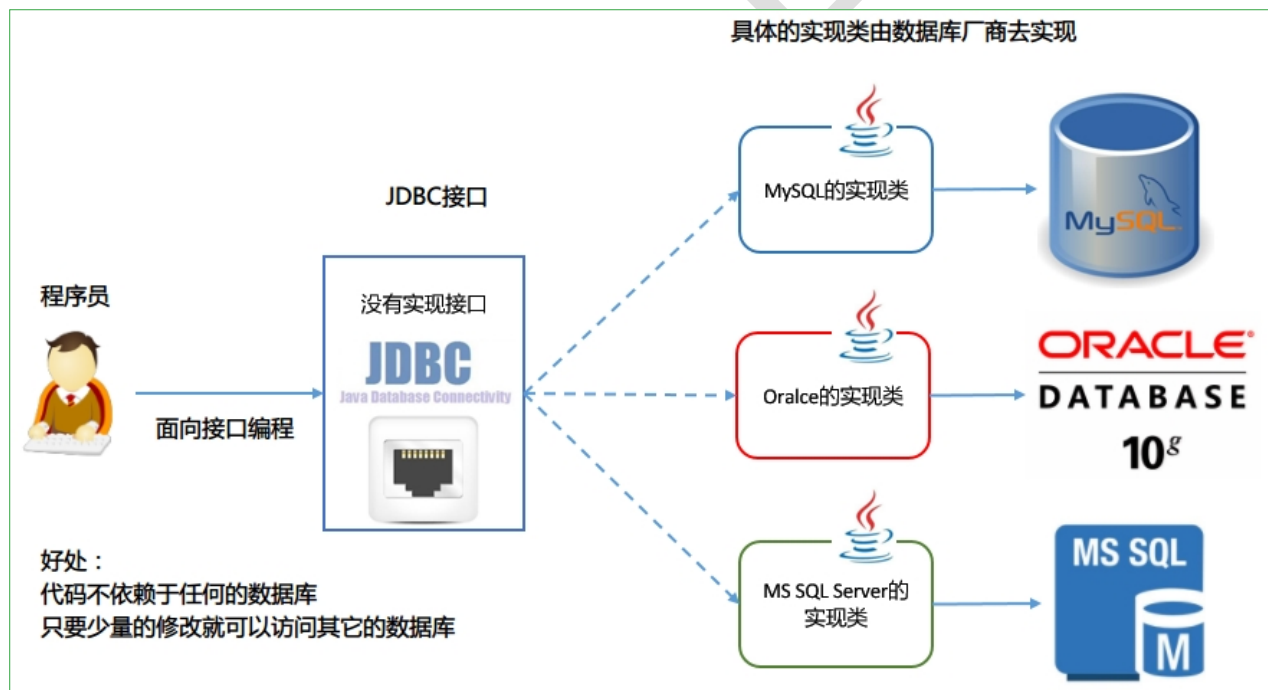 具体的实现类由数据库厂商去实现
JDBC接口
程序员
没有实现接口
JDBC
Java Database Connectivity
面向接口编程
MySQL的实现类
MySQL
Oralce的实现类
ORACLE
DATABASE
10g
MS SQL Server的
实现类
MS SQL
M
好处：
代码不依赖于任何的数据库
只要少量的修改就可以访问其它的数据库